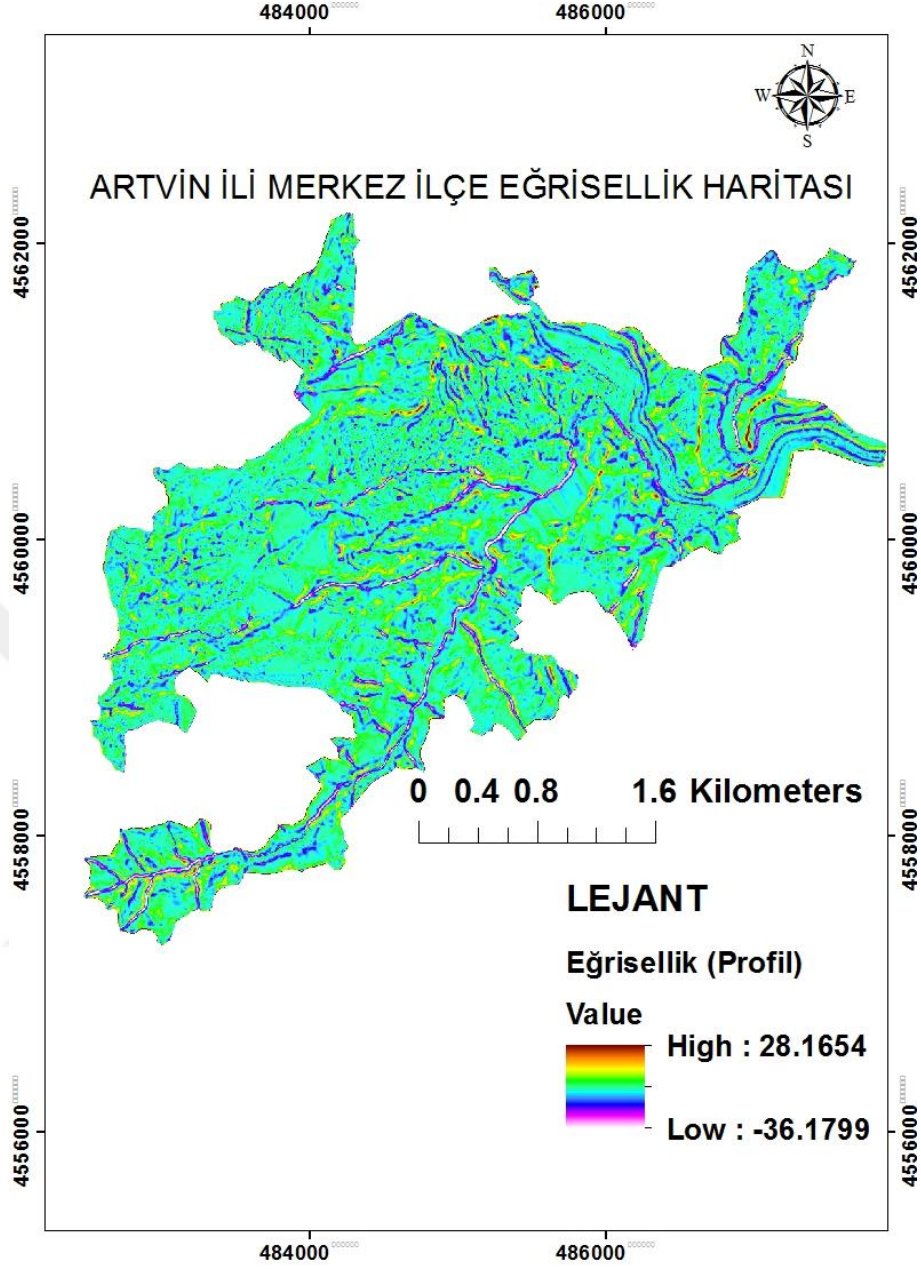 484000 486000
N
W E
S
ARTVİN İLİ MERKEZ İLÇE EĞRİSELLİK HARİTASI
4562000 4562000
4560000 4560000
0 0.4 0.8 1.6 Kilometers
4558000 4558000
LEJANT
Eğrisellik (Profil)
Value
High : 28.1654
Low : -36.1799
4556000 4556000
484000 486000